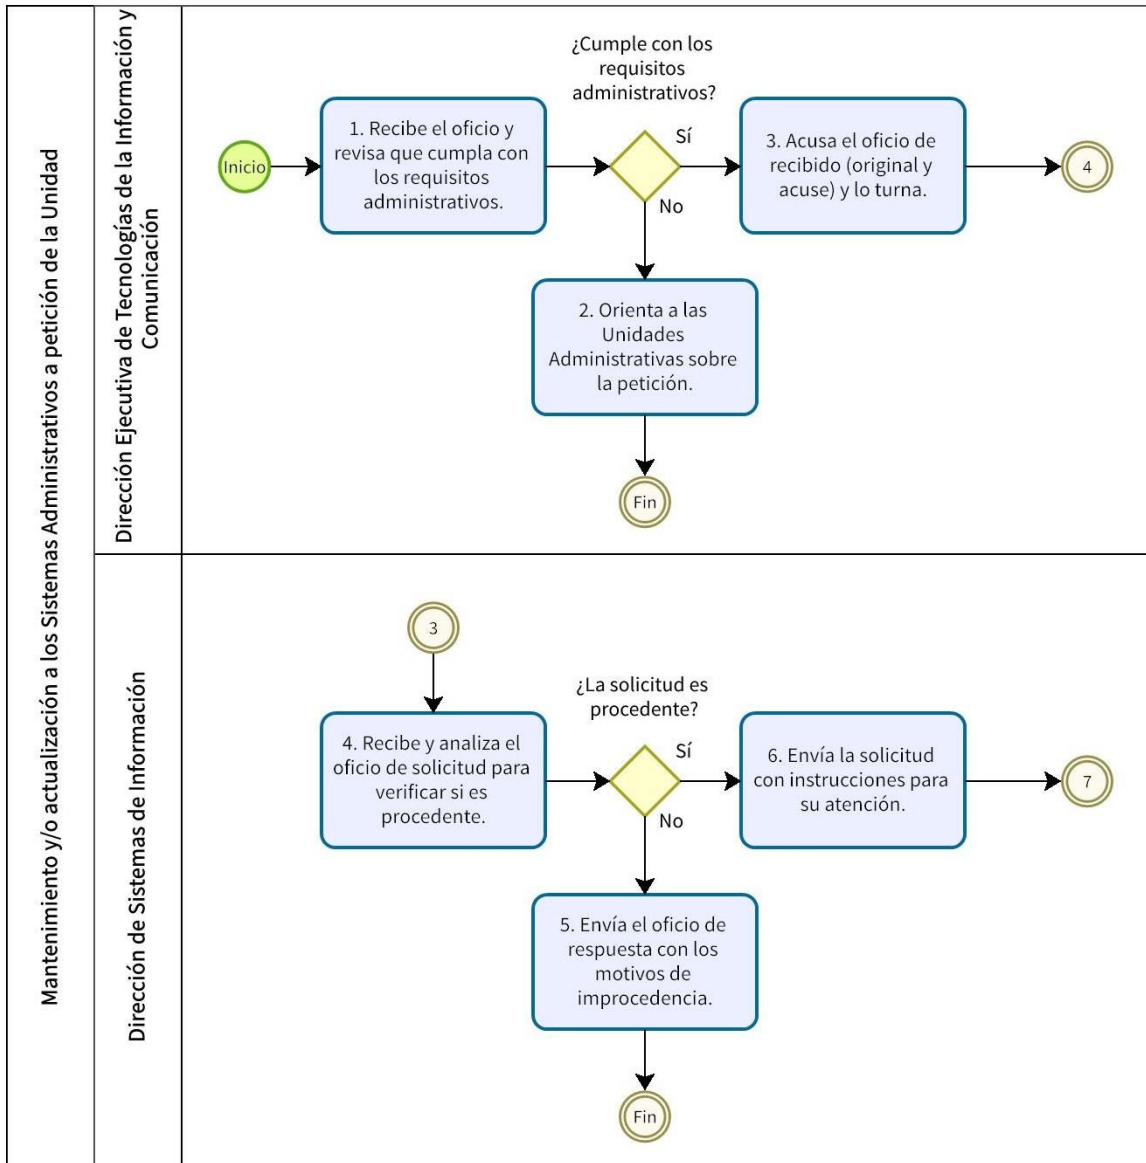 Mantenimiento y/o actualización a los Sistemas Administrativos a petición de la Unidad
Dirección Ejecutiva de Tecnologías de la Información y
Comunicación
¿Cumple con los
requisitos
administrativos?
Inicio
1. Recibe el oficio y
revisa que cumpla con
los requisitos
administrativos.
Sí
No
3. Acusa el oficio de
recibido (original y
acuse) y lo turna.
4
2. Orienta a las
Unidades
Administrativas sobre
la petición.
Fin
Dirección de Sistemas de Información
3
¿La solicitud es
procedente?
4. Recibe y analiza el
oficio de solicitud para
verificar si es
procedente.
Sí
No
6. Envía la solicitud
con instrucciones para
su atención.
7
5. Envía el oficio de
respuesta con los
motivos de
improcedencia.
Fin